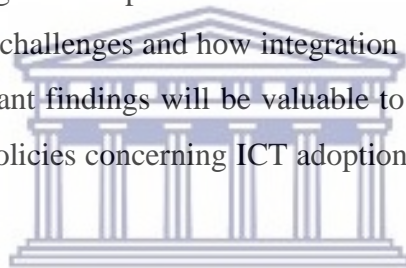 challenges and how integration
ant findings will be valuable to
olicies concerning ICT adoption